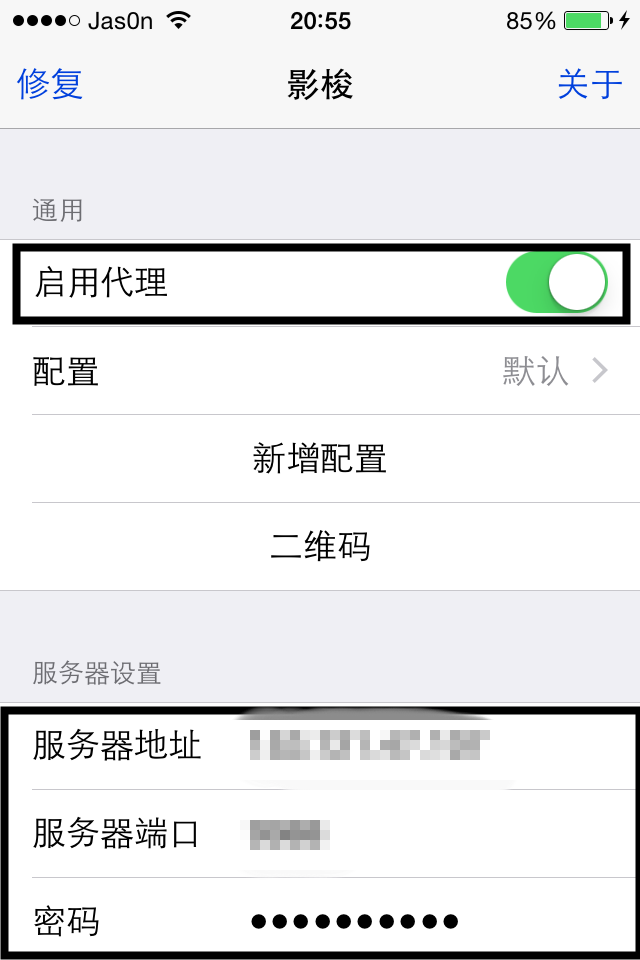 Jas0n 20:55 85%
修复 影梭 关于
通用
启用代理
配置 默认
新增配置
二维码
服务器设置
服务器地址
服务器端口
密码 ●●●●●●●●●●